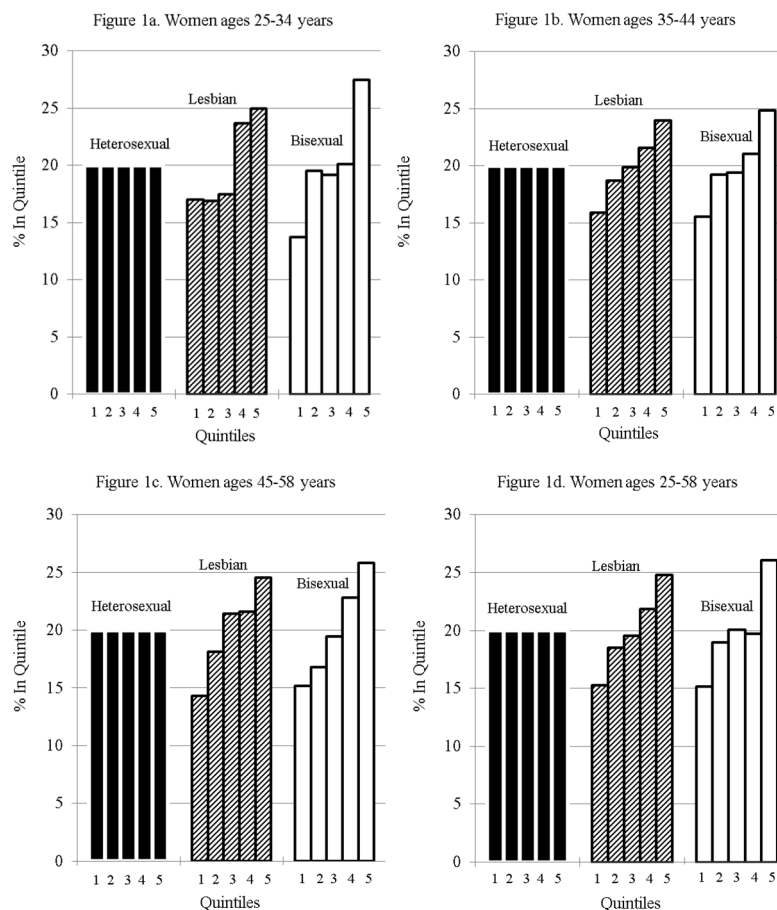 Figure 1a. Women ages 25-34 years
30
25
20
15
10
5
0
% In Quintile
Heterosexual
Lesbian
Bisexual
1 2 3 4 5 1 2 3 4 5 1 2 3 4 5
Quintiles
Figure 1b. Women ages 35-44 years
30
25
20
15
10
5
0
% In Quintile
Heterosexual
Lesbian
Bisexual
1 2 3 4 5 1 2 3 4 5 1 2 3 4 5
Quintiles
Figure 1c. Women ages 45-58 years
30
25
20
15
10
5
0
% In Quintile
Heterosexual
Lesbian
Bisexual
1 2 3 4 5 1 2 3 4 5 1 2 3 4 5
Quintiles
Figure 1d. Women ages 25-58 years
30
25
20
15
10
5
0
% In Quintile
Heterosexual
Lesbian
Bisexual
1 2 3 4 5 1 2 3 4 5 1 2 3 4 5
Quintiles